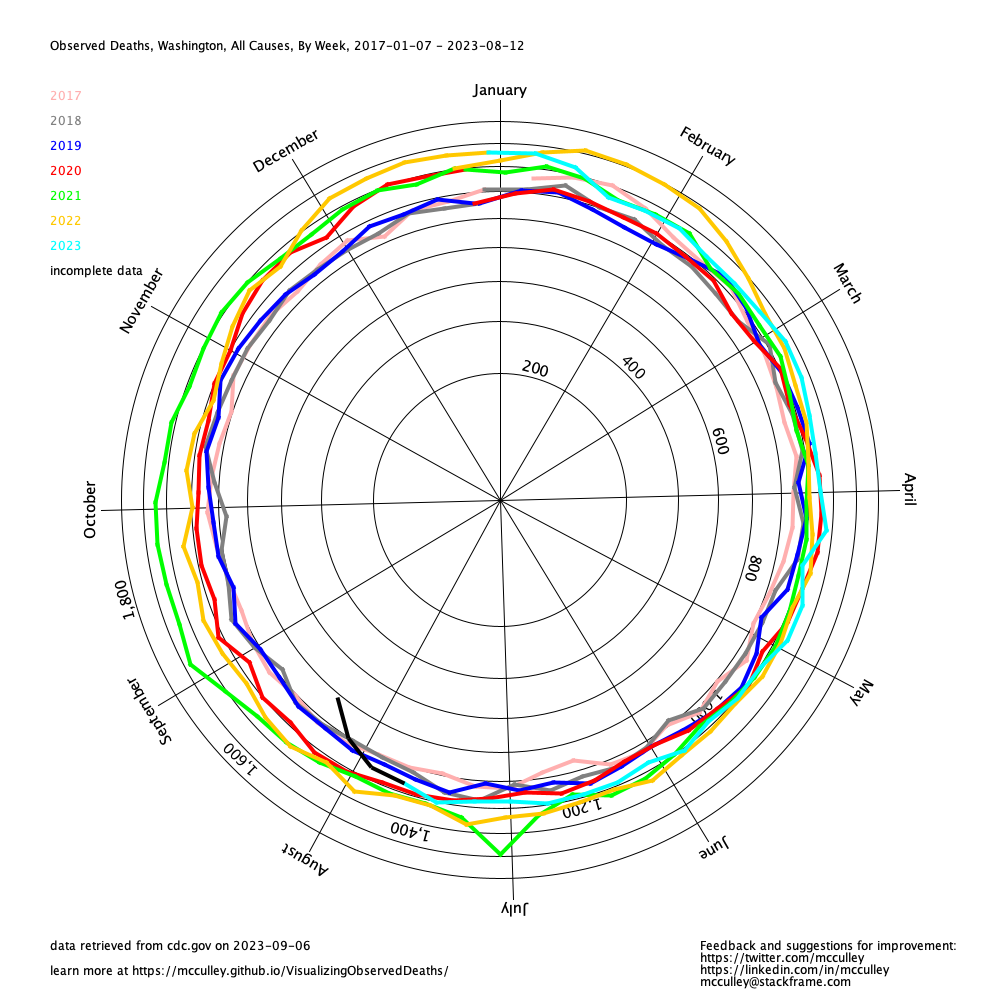 Observed Deaths, Washington, All Causes, By Week, 2017-01-07 - 2023-08-12
January
2017
2018
2019
2020
2021
2022
2023
incomplete data
December
February
November
March
200
400
600
October
April
800
1,800
September
May
1,000
1,600
1,200
1,400
August
June
July
data retrieved from cdc.gov on 2023-09-06
learn more at https://mcculley.github.io/VisualizingObservedDeaths/
Feedback and suggestions for improvement:
https://twitter.com/mcculley
https://linkedin.com/in/mcculley
mcculley@stackframe.com